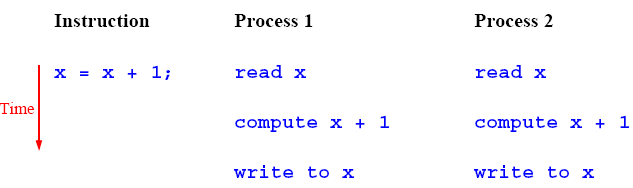 Instruction Process 1 Process 2
x = x + 1; read x read x
Time
compute x + 1 compute x + 1
write to x write to x